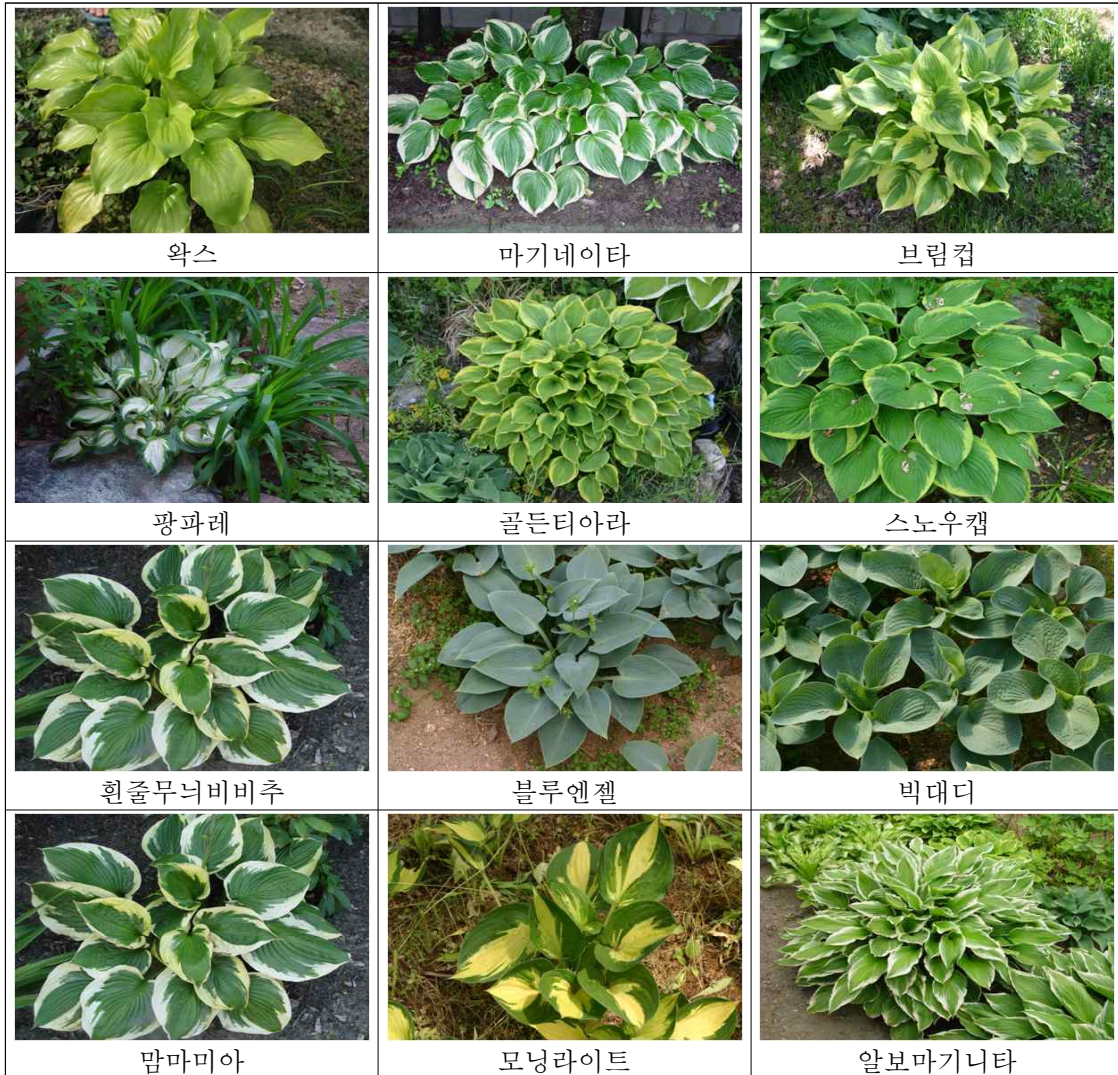 왁스
마기네이타
브림컵
팡파레
골든티아라
스노우캡
흰줄무늬비비추
블루엔젤
빅대디
맘마미아
모닝라이트
알보마기니타